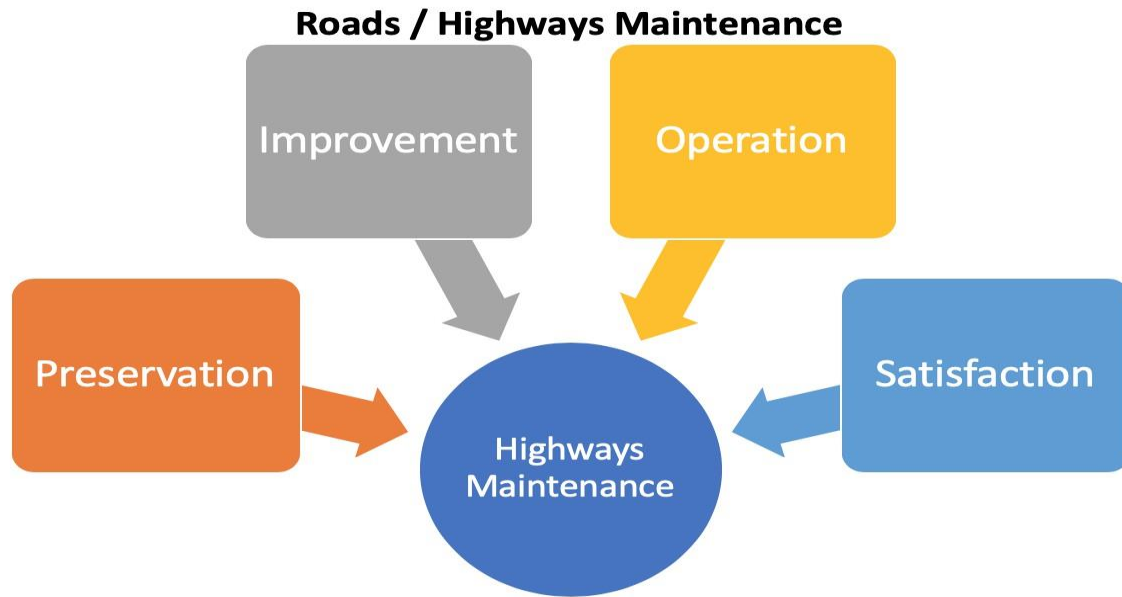 Roads / Highways Maintenance
Improvement
Operation
Preservation
Satisfaction
Highways
Maintenance